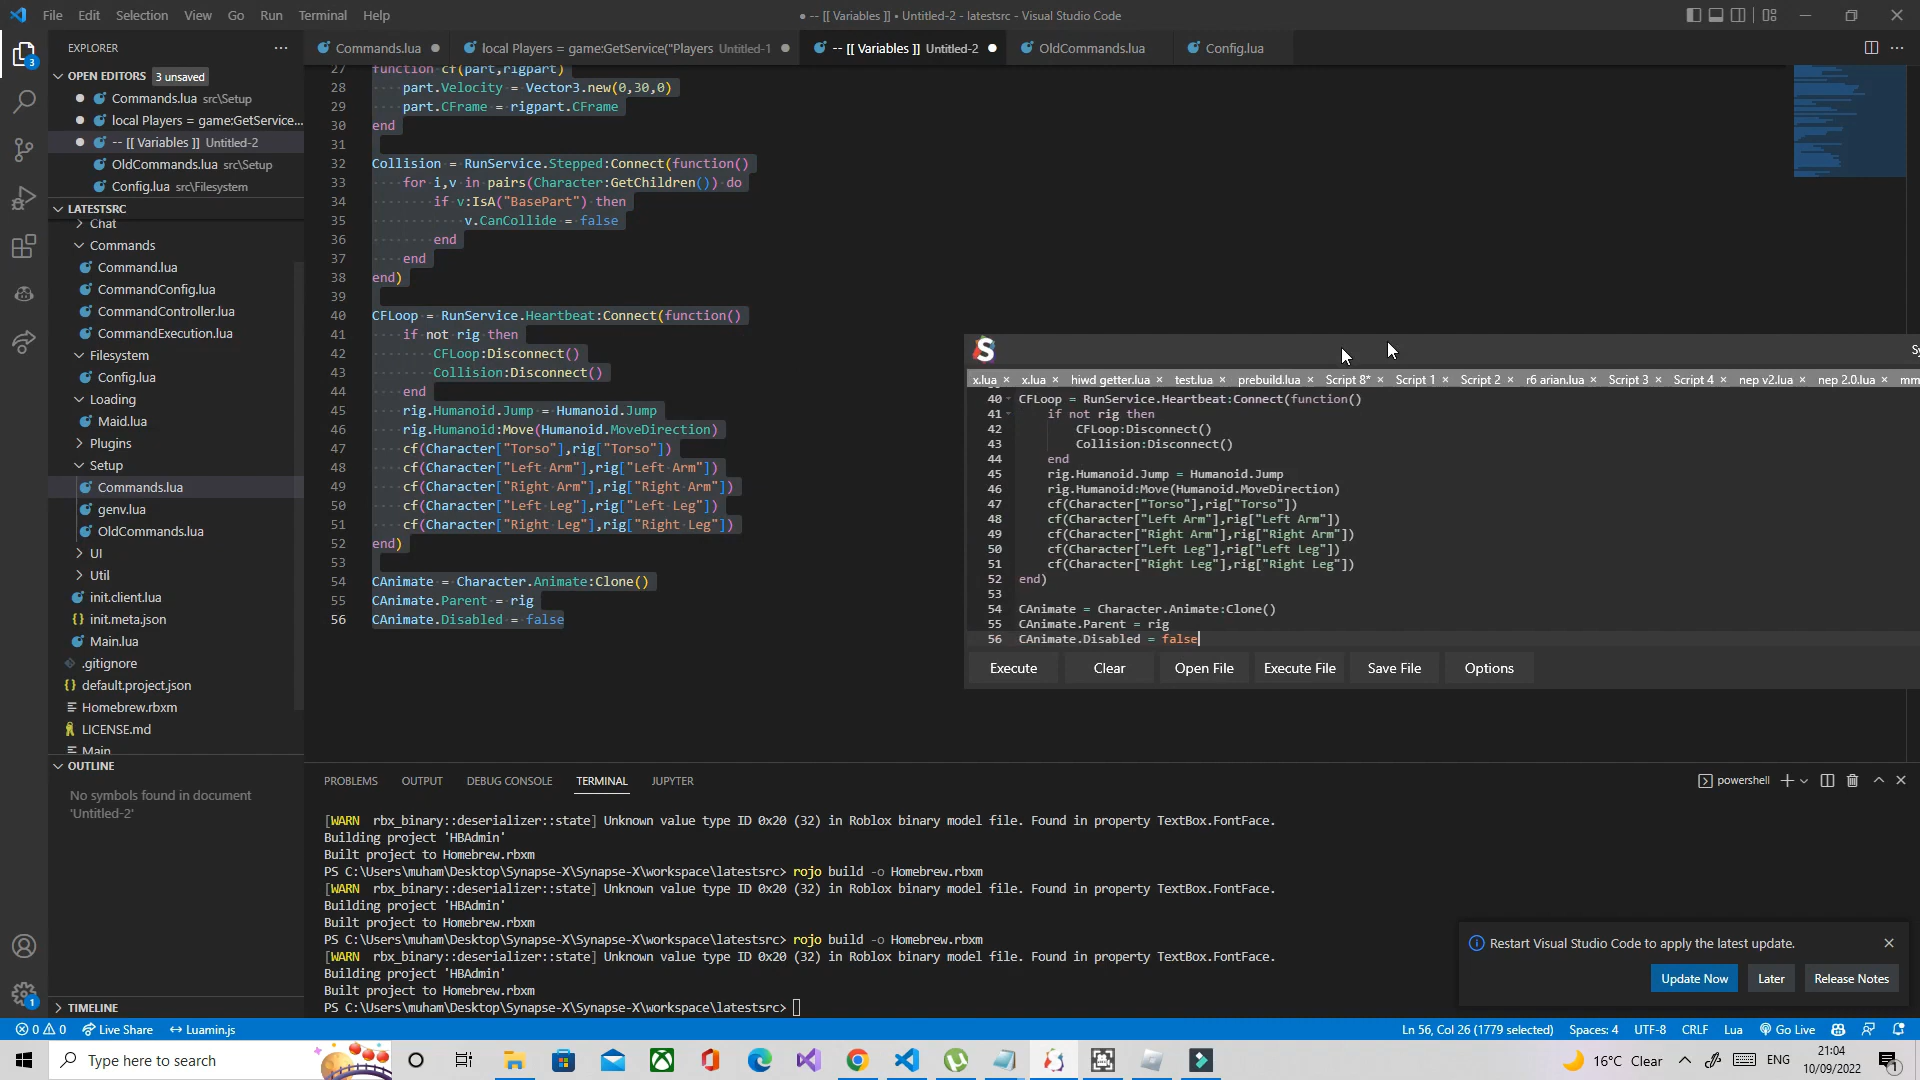 File Edit Selection View Go Run Terminal Help
● -- [[ Variables ]] • Untitled-2 - latestsrc - Visual Studio Code
EXPLORER
OPEN EDITORS 3 unsaved
Commands.lua src\Setup
local Players = game:GetService...
-- [[ Variables ]] Untitled-2
OldCommands.lua src\Setup
Config.lua src\Filesystem
LATESTSRC
Chat
Commands
Command.lua
CommandConfig.lua
CommandController.lua
CommandExecution.lua
Filesystem
Config.lua
Loading
Maid.lua
Plugins
Setup
Commands.lua
genv.lua
OldCommands.lua
UI
Util
init.client.lua
init.meta.json
Main.lua
.gitignore
default.project.json
Homebrew.rbxm
LICENSE.md
Main
OUTLINE
No symbols found in document
'Untitled-2'
TIMELINE
3
1
Commands.lua
local Players = game:GetService("Players Untitled-1
-- [[ Variables ]] Untitled-2
OldCommands.lua
Config.lua
27 function cf(part,rigpart)
28 part.Velocity = Vector3.new(0,30,0)
29 part.CFrame = rigpart.CFrame
30 end
31
32 Collision = RunService.Stepped:Connect(function()
33 for i,v in pairs(Character:GetChildren()) do
34 if v:IsA("BasePart") then
35 v.CanCollide = false
36 end
37 end
38 end)
39
40 CFLoop = RunService.Heartbeat:Connect(function()
41 if not rig then
42 CFLoop:Disconnect()
43 Collision:Disconnect()
44 end
45 rig.Humanoid.Jump = Humanoid.Jump
46 rig.Humanoid:Move(Humanoid.MoveDirection)
47 cf(Character["Torso"],rig["Torso"])
48 cf(Character["Left Arm"],rig["Left Arm"])
49 cf(Character["Right Arm"],rig["Right Arm"])
50 cf(Character["Left Leg"],rig["Left Leg"])
51 cf(Character["Right Leg"],rig["Right Leg"])
52 end)
53
54 CAnimate = Character.Animate:Clone()
55 CAnimate.Parent = rig
56 CAnimate.Disabled = false
S
x.lua × x.lua × hiwd getter.lua × test.lua × prebuild.lua × Script 8* × Script 1 × Script 2 × r6 arian.lua × Script 3 × Script 4 × nep v2.lua × nep 2.0.lua × mm
40 CFLoop = RunService.Heartbeat:Connect(function()
41 if not rig then
42 CFLoop:Disconnect()
43 Collision:Disconnect()
44 end
45 rig.Humanoid.Jump = Humanoid.Jump
46 rig.Humanoid:Move(Humanoid.MoveDirection)
47 cf(Character["Torso"],rig["Torso"])
48 cf(Character["Left Arm"],rig["Left Arm"])
49 cf(Character["Right Arm"],rig["Right Arm"])
50 cf(Character["Left Leg"],rig["Left Leg"])
51 cf(Character["Right Leg"],rig["Right Leg"])
52 end)
53
54 CAnimate = Character.Animate:Clone()
55 CAnimate.Parent = rig
56 CAnimate.Disabled = false
Execute Clear Open File Execute File Save File Options
PROBLEMS OUTPUT DEBUG CONSOLE TERMINAL JUPYTER
powershell
[WARN rbx_binary::deserializer::state] Unknown value type ID 0x20 (32) in Roblox binary model file. Found in property TextBox.FontFace.
Building project 'HBAdmin'
Built project to Homebrew.rbxm
PS C:\Users\muham\Desktop\Synapse-X\Synapse-X\workspace\latestsrc> rojo build -o Homebrew.rbxm
[WARN rbx_binary::deserializer::state] Unknown value type ID 0x20 (32) in Roblox binary model file. Found in property TextBox.FontFace.
Building project 'HBAdmin'
Built project to Homebrew.rbxm
PS C:\Users\muham\Desktop\Synapse-X\Synapse-X\workspace\latestsrc> rojo build -o Homebrew.rbxm
[WARN rbx_binary::deserializer::state] Unknown value type ID 0x20 (32) in Roblox binary model file. Found in property TextBox.FontFace.
Building project 'HBAdmin'
Built project to Homebrew.rbxm
PS C:\Users\muham\Desktop\Synapse-X\Synapse-X\workspace\latestsrc>
Restart Visual Studio Code to apply the latest update.
Update Now Later Release Notes
0 0 Live Share Luamin.js
Ln 56, Col 26 (1779 selected) Spaces: 4 UTF-8 CRLF Lua Go Live
Type here to search
16°C Clear ENG
21:04
10/09/2022
1